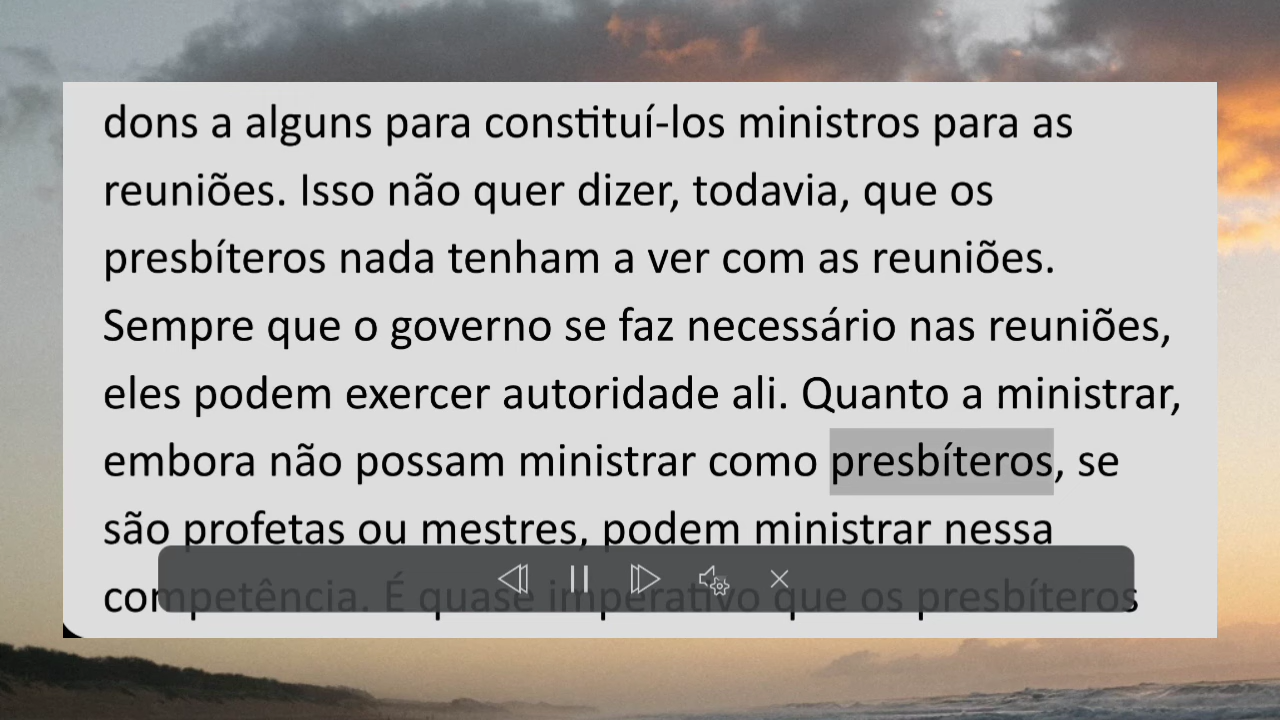 dons a alguns para constituí-los ministros para as
reuniões. Isso não quer dizer, todavia, que os
presbíteros nada tenham a ver com as reuniões.
Sempre que o governo se faz necessário nas reuniões,
eles podem exercer autoridade ali. Quanto a ministrar,
embora não possam ministrar como presbíteros, se
são profetas ou mestres, podem ministrar nessa
competência. É quase imperativo que os presbíteros